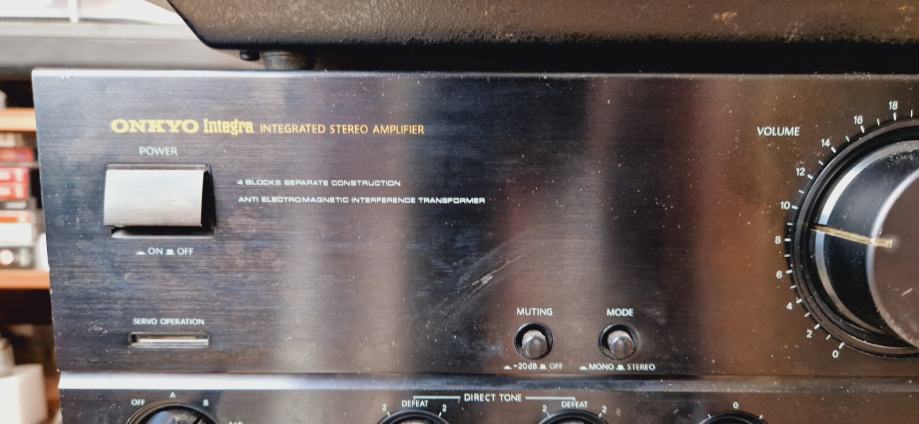 ONKYO Integra INTEGRATED STEREO AMPLIFIER
POWER
4 BLOCKS SEPARATE CONSTRUCTION
ANTI ELECTROMAGNETIC INTERFERENCE TRANSFORMER
ON OFF
SERVO OPERATION
VOLUME
18
16
14
12
10
8
6
4
2
0
MUTING
-20dB OFF
MODE
MONO STEREO
OFF A B
DIRECT TONE
2 DEFEAT 2
2 DEFEAT 2
0